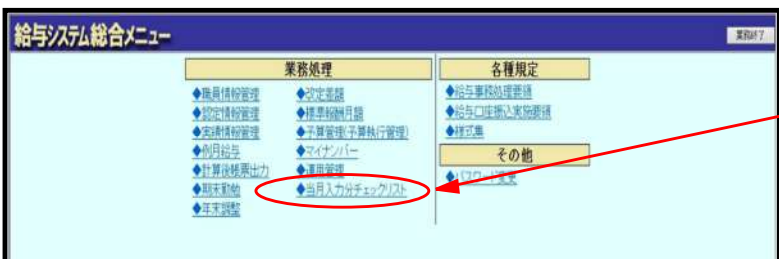 給与システム総合メニュー
業務終了
業務処理
◆職員情報管理
◆認定情報管理
◆実績情報管理
◆例月給与
◆計算後帳票出力
◆期末勤勉
◆年末調整
◆改定差額
◆標準報酬月額
◆予算管理(予算執行管理)
◆マイナンバー
◆運用管理
◆当月入力分チェックリスト
各種規定
◆給与事務処理要領
◆給与口座振込実施要領
◆様式集
その他
◆パスワード変更